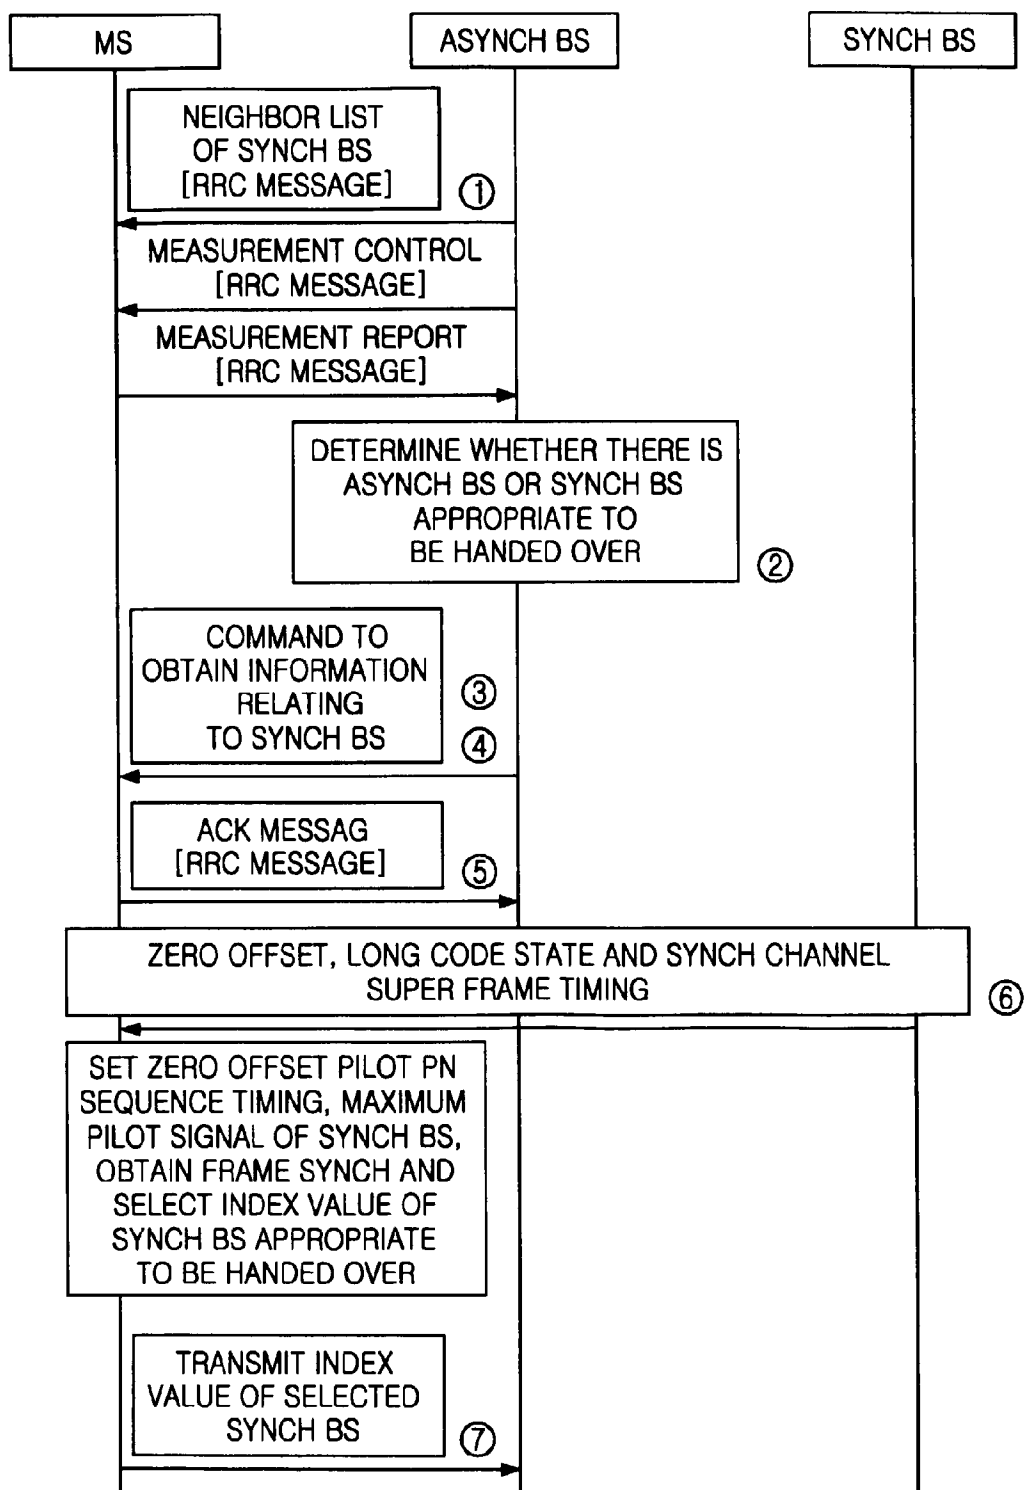 MS
ASYNCH BS
SYNCH BS
NEIGHBOR LIST
OF SYNCH BS
[RRC MESSAGE]
①
MEASUREMENT CONTROL
[RRC MESSAGE]
MEASUREMENT REPORT
[RRC MESSAGE]
DETERMINE WHETHER THERE IS
ASYNCH BS OR SYNCH BS
APPROPRIATE TO
BE HANDED OVER
②
COMMAND TO
OBTAIN INFORMATION
RELATING
TO SYNCH BS
③
④
ACK MESSAG
[RRC MESSAGE]
⑤
ZERO OFFSET, LONG CODE STATE AND SYNCH CHANNEL
SUPER FRAME TIMING
⑥
SET ZERO OFFSET PILOT PN
SEQUENCE TIMING, MAXIMUM
PILOT SIGNAL OF SYNCH BS,
OBTAIN FRAME SYNCH AND
SELECT INDEX VALUE OF
SYNCH BS APPROPRIATE
TO BE HANDED OVER
TRANSMIT INDEX
VALUE OF SELECTED
SYNCH BS
⑦